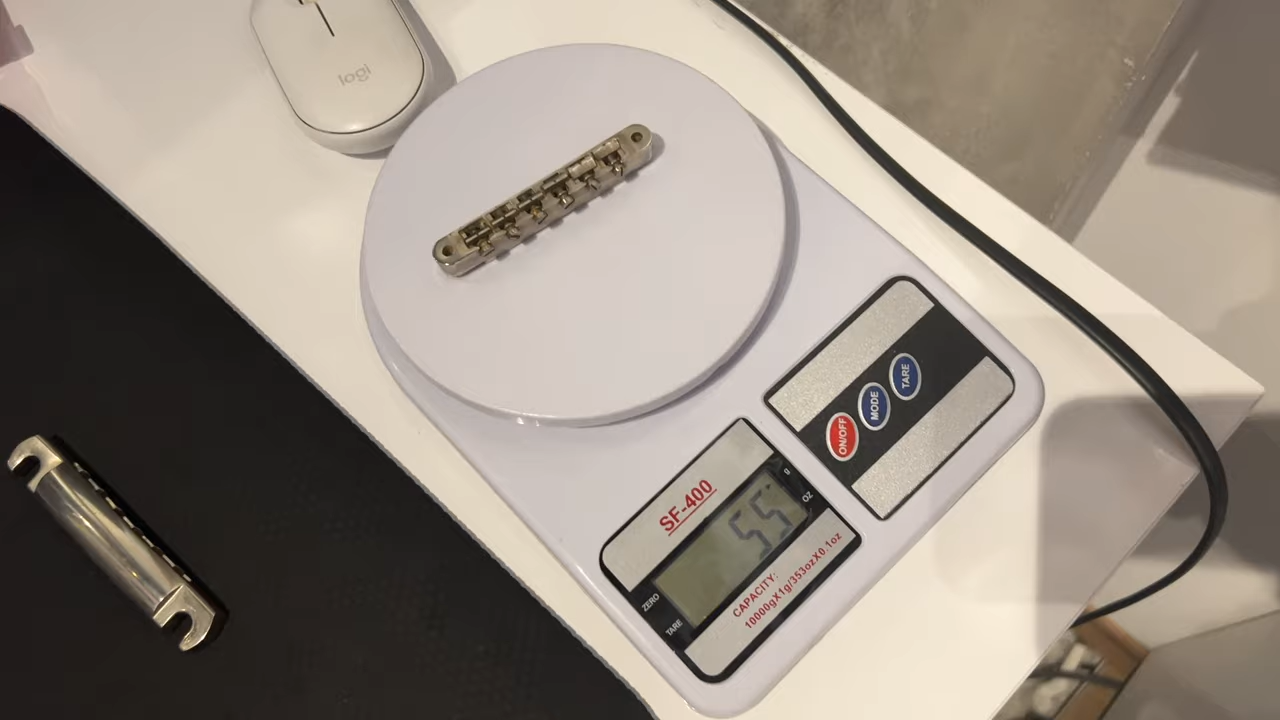 logi
TARE
MODE
ON/OFF
SF-400
g
OZ
55
ZERO
TARE
CAPACITY:
10000gX1g/353ozX0.1oz